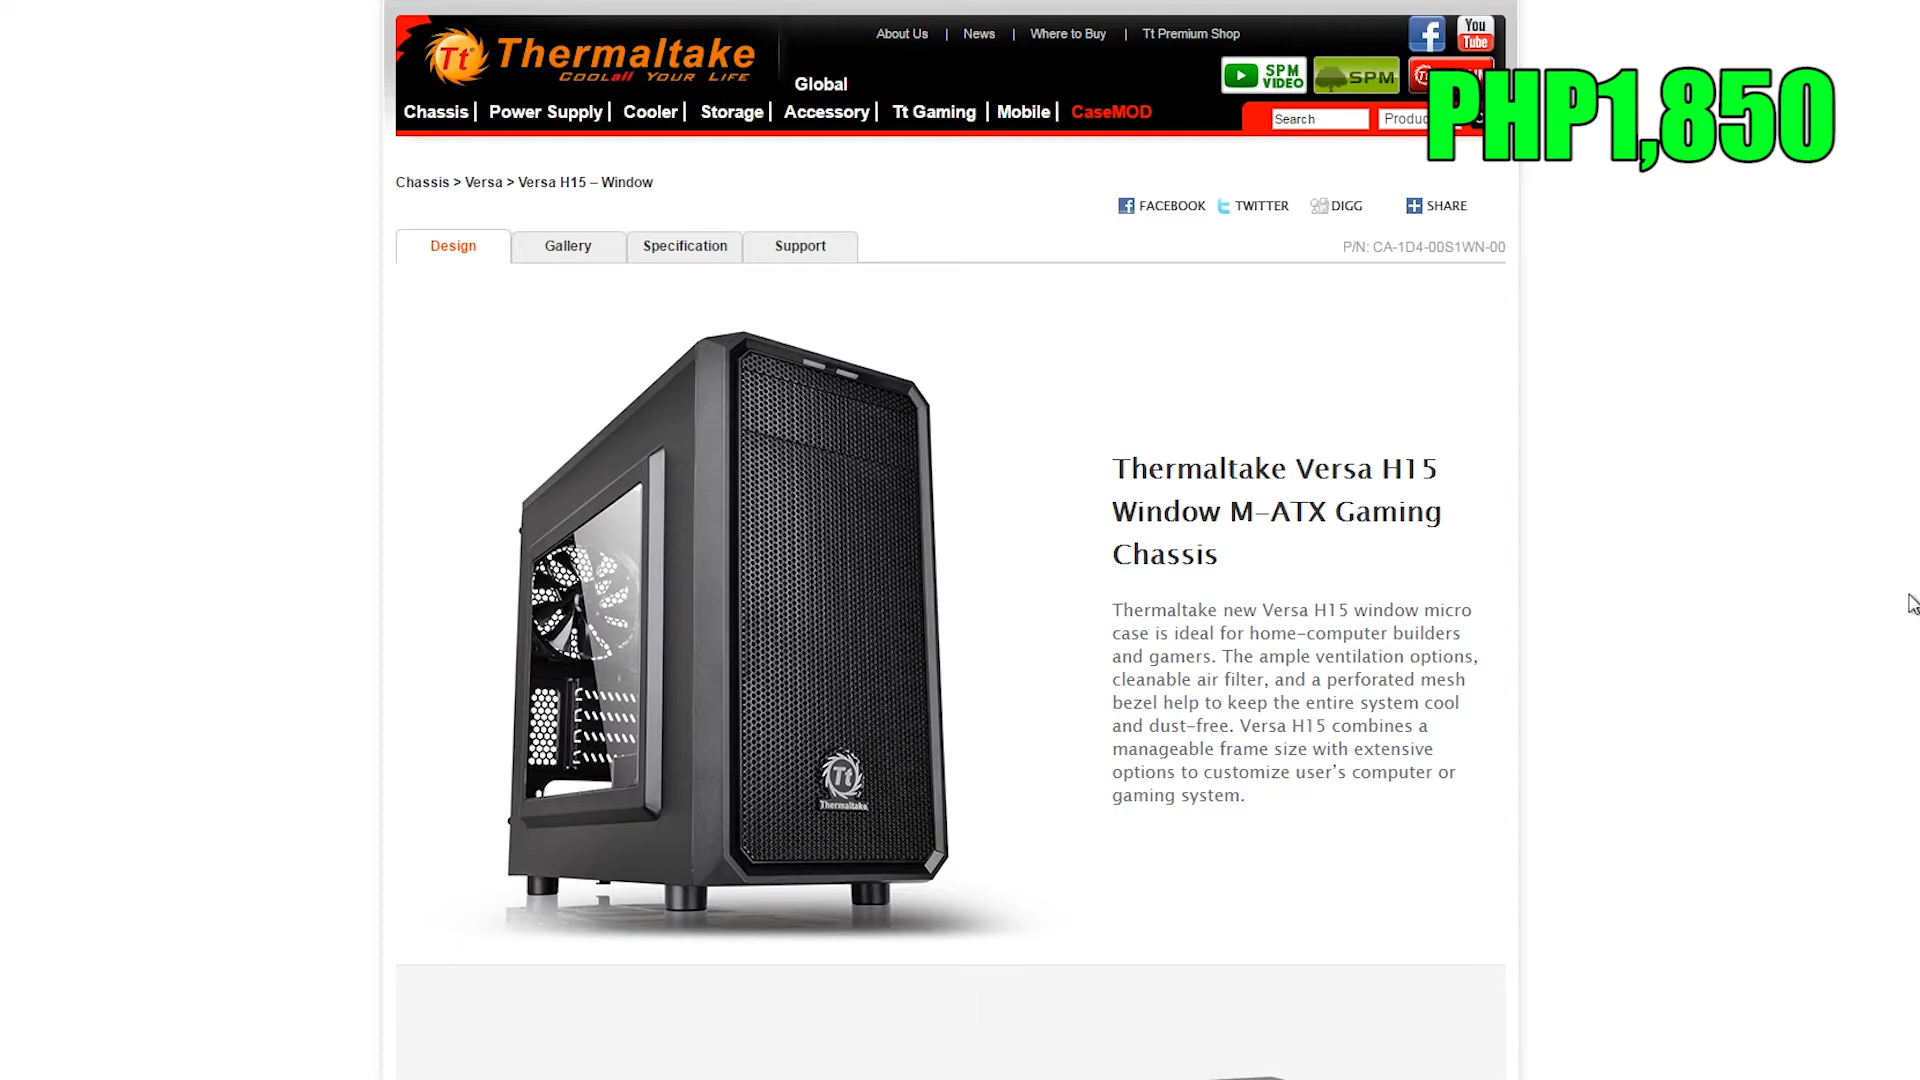 Tt Thermaltake
COOLall YOUR LIFE
Global
About Us | News | Where to Buy | Tt Premium Shop
You
Tube
SPM
VIDEO
SPM
PHP1,850
Chassis | Power Supply | Cooler | Storage | Accessory | Tt Gaming | Mobile | CaseMOD
Search
Chassis > Versa > Versa H15 – Window
FACEBOOK TWITTER DIGG SHARE
Design Gallery Specification Support
P/N: CA-1D4-00S1WN-00
Thermaltake Versa H15
Window M-ATX Gaming
Chassis
Thermaltake new Versa H15 window micro
case is ideal for home-computer builders
and gamers. The ample ventilation options,
cleanable air filter, and a perforated mesh
bezel help to keep the entire system cool
and dust-free. Versa H15 combines a
manageable frame size with extensive
options to customize user’s computer or
gaming system.
Tt
Thermaltake